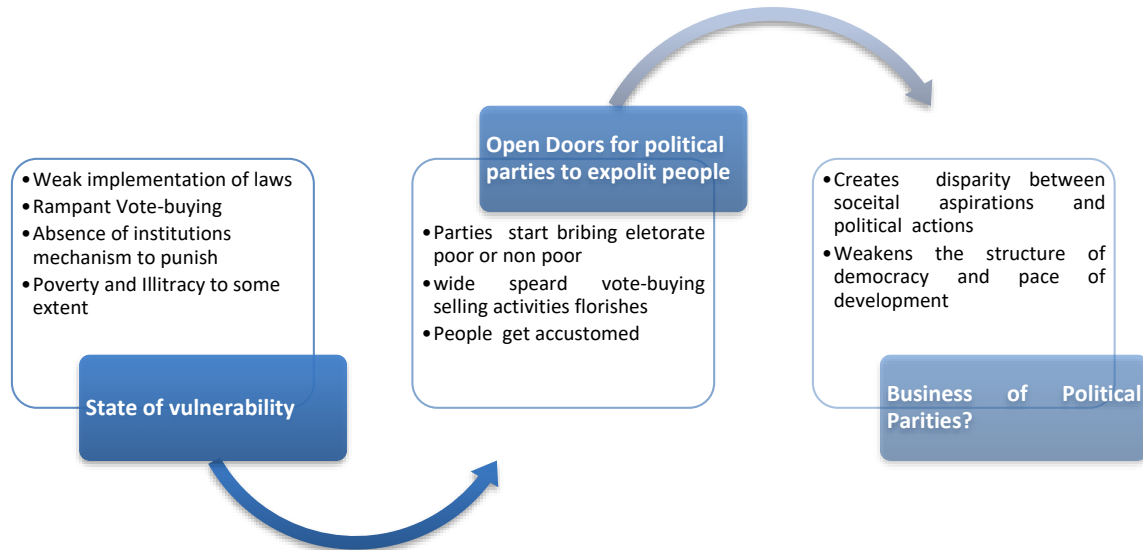 •Weak implementation of laws
•Rampant Vote-buying
•Absence of institutions
mechanism to punish
•Poverty and Illitracy to some
extent
State of vulnerability
Open Doors for political
parties to expolit people
•Parties start bribing eletorate
poor or non poor
•wide speard vote-buying
selling activities florishes
•People get accustomed
•Creates disparity between
soceital aspirations and
political actions
•Weakens the structure of
democracy and pace of
development
Business of Political
Parities?